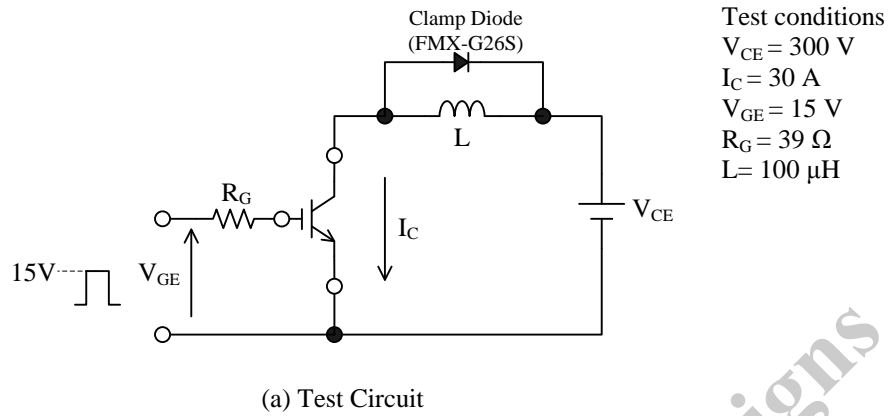 Clamp Diode
(FMX-G26S)
L
R_G
I_C
V_CE
15V
V_GE
(a) Test Circuit
Test conditions
V_CE = 300 V
I_C = 30 A
V_GE = 15 V
R_G = 39 Ω
L= 100 μH